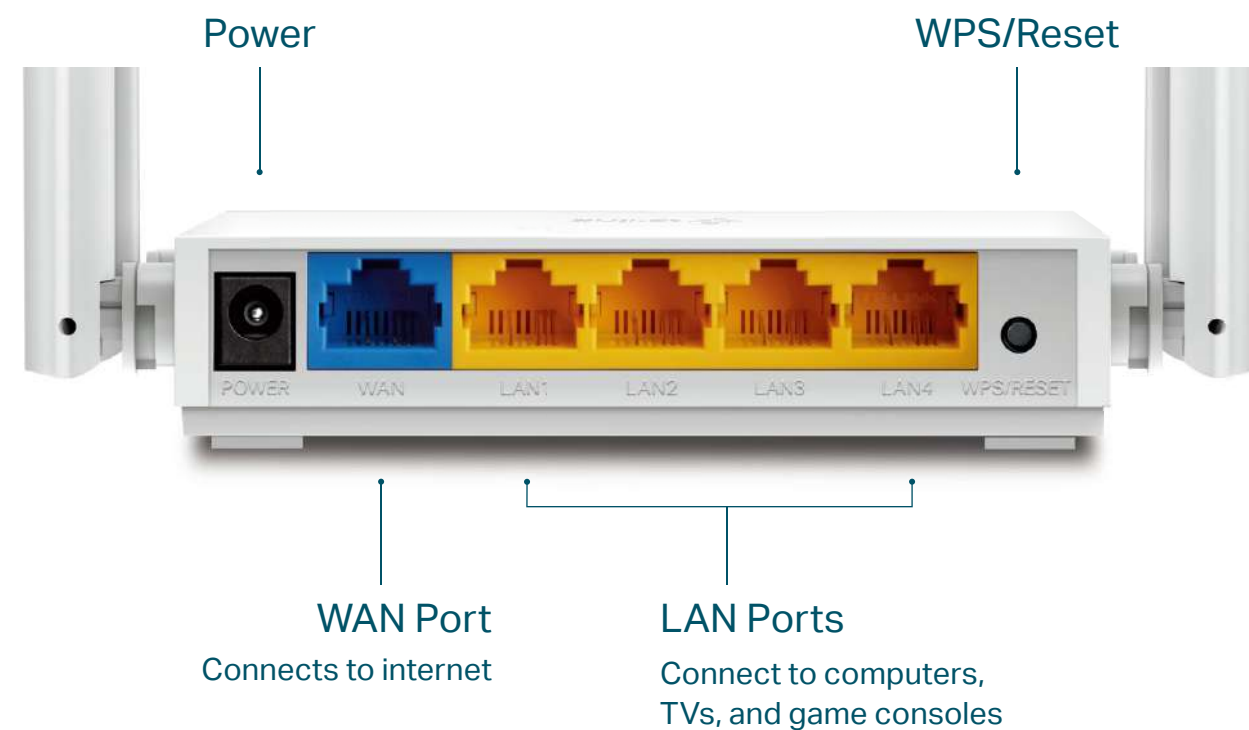 Power
WPS/Reset
POWER
WAN
LAN1
LAN2
LAN3
LAN4
WPS/RESET
WAN Port
Connects to internet
LAN Ports
Connect to computers,
TVs, and game consoles